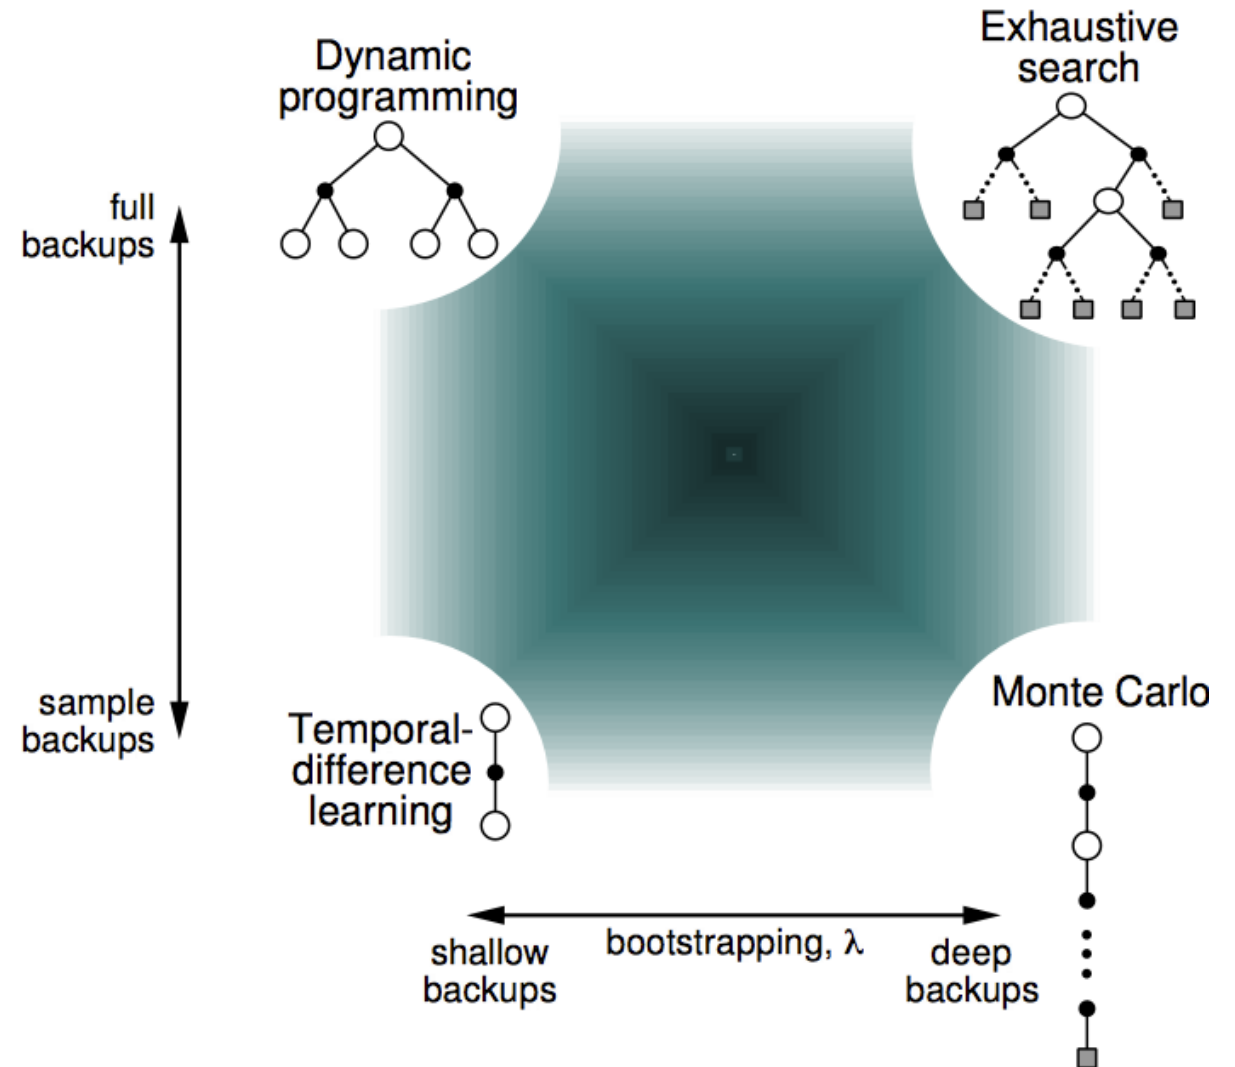 Dynamic
programming
Exhaustive
search
full
backups
sample
backups
Temporal-
difference
learning
Monte Carlo
bootstrapping, λ
shallow
backups
deep
backups